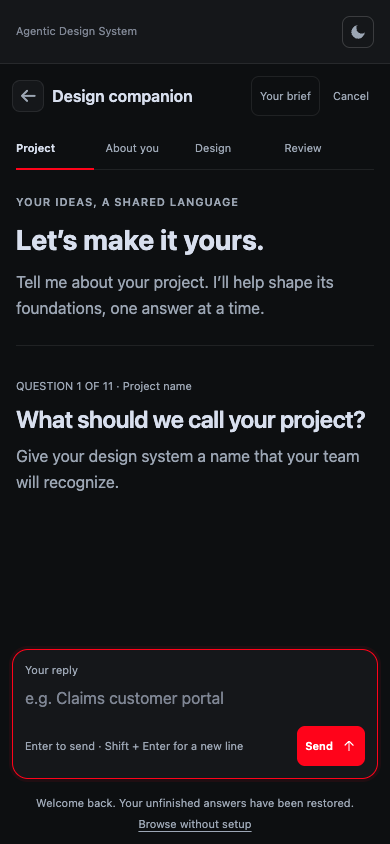 Agentic Design System
Design companion
Your brief
Cancel
Project
About you
Design
Review
YOUR IDEAS, A SHARED LANGUAGE
Let’s make it yours.
Tell me about your project. I’ll help shape its
foundations, one answer at a time.
QUESTION 1 OF 11 · Project name
What should we call your project?
Give your design system a name that your team
will recognize.
Your reply
e.g. Claims customer portal
Enter to send · Shift + Enter for a new line
Send
Welcome back. Your unfinished answers have been restored.
Browse without setup